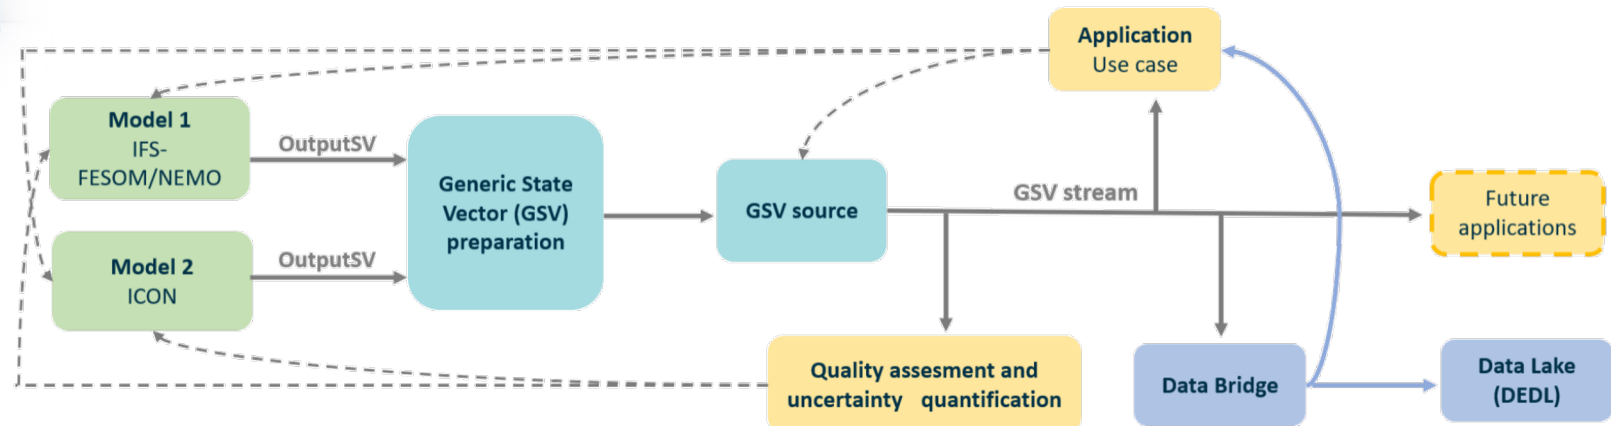 Application
Use case
Model 1
IFS-
FESOM/NEMO
OutputSV
Generic State
Vector (GSV)
preparation
GSV source
GSV stream
Future
applications
Model 2
ICON
OutputSV
Quality assesment and
uncertainty quantification
Data Bridge
Data Lake
(DEDL)